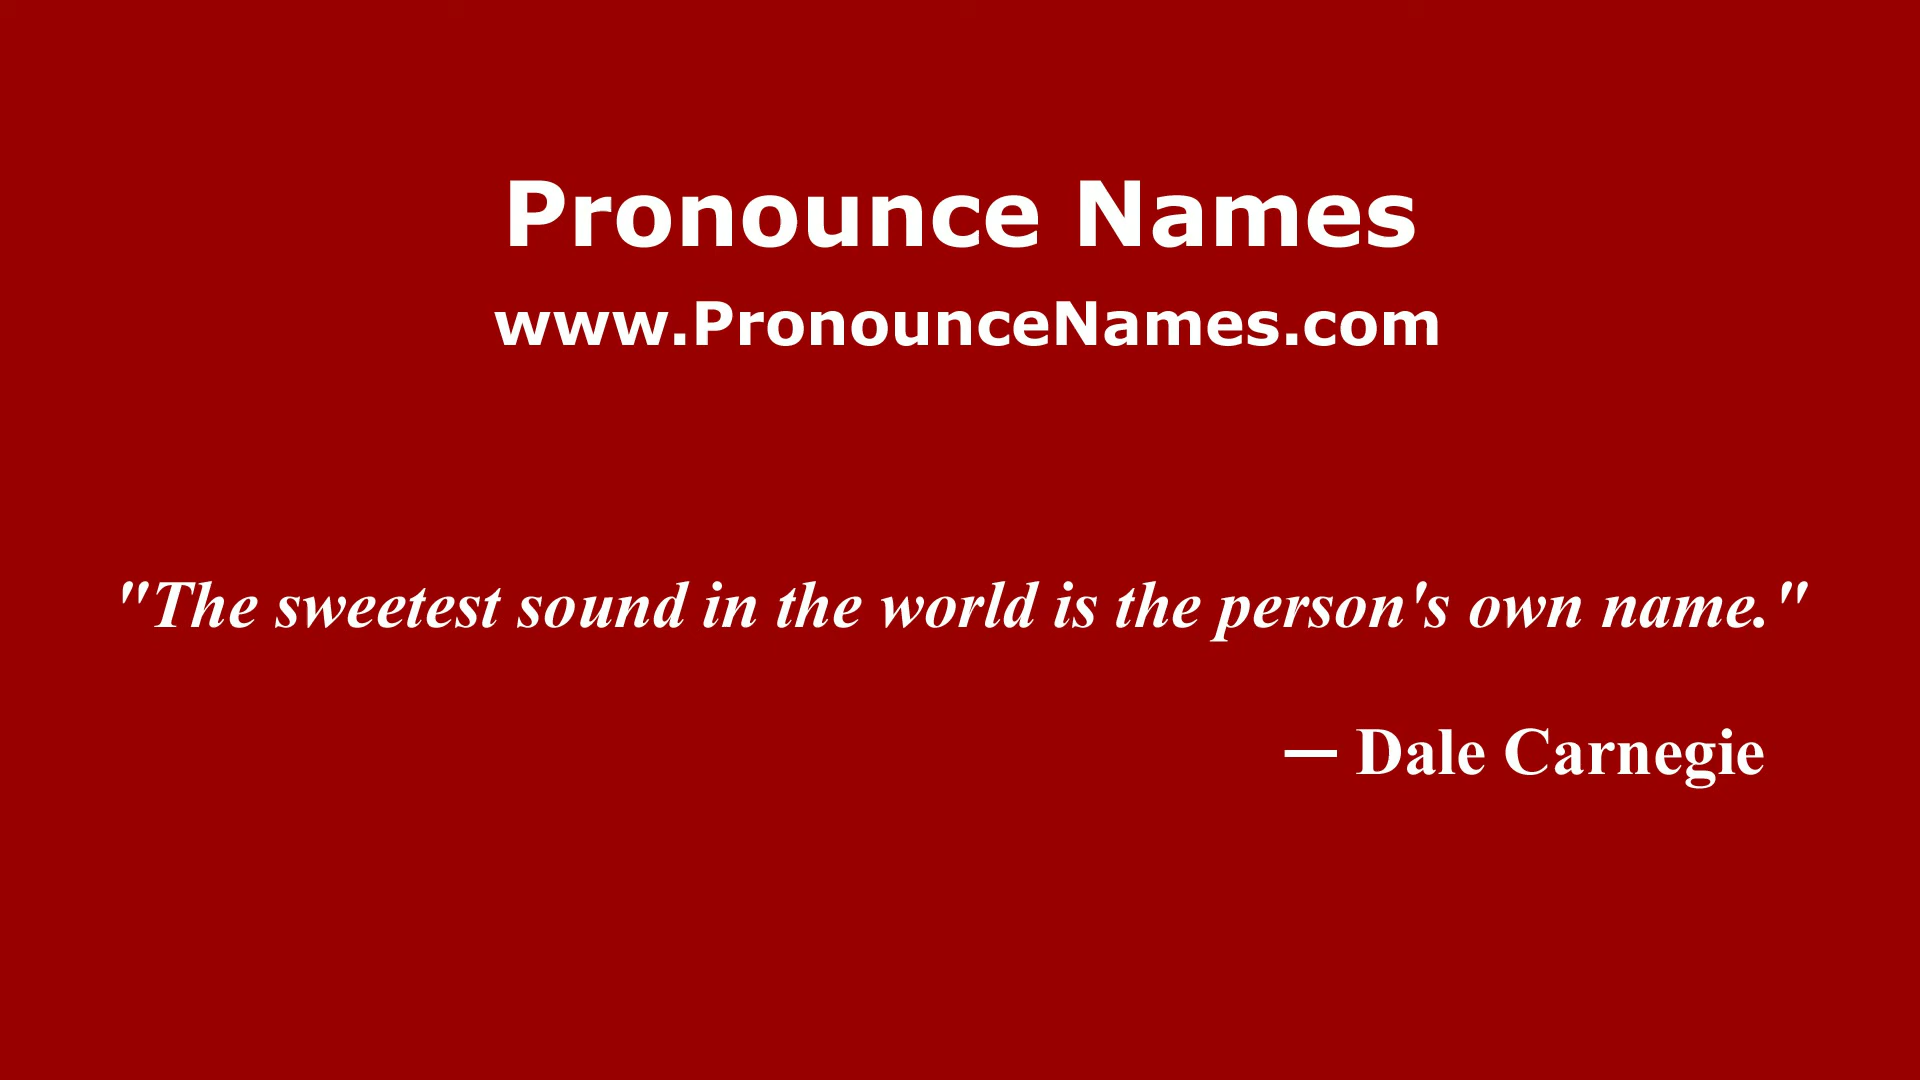 Pronounce Names
www.PronounceNames.com
"The sweetest sound in the world is the person's own name."
— Dale Carnegie